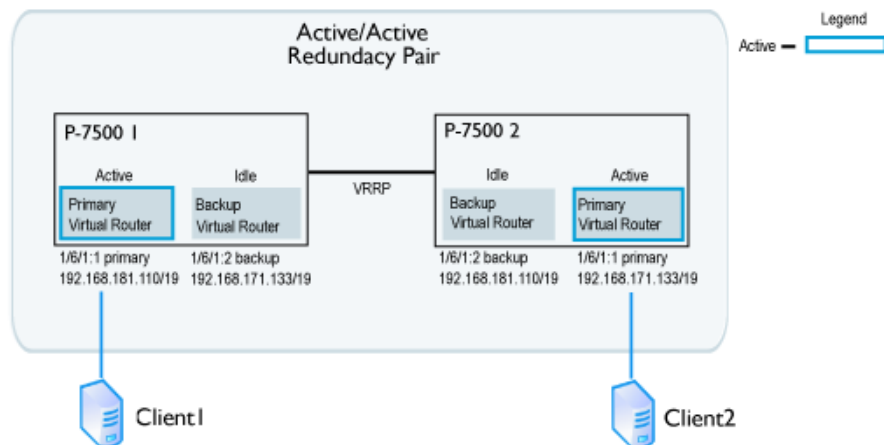 Active/Active
Redundacy Pair
Legend
Active
P-7500 1
P-7500 2
Active
Idle
Idle
Active
VRRP
Primary
Virtual Router
Backup
Virtual Router
Backup
Virtual Router
Primary
Virtual Router
1/6/1:1 primary
192.168.181.110/19
1/6/1:2 backup
192.168.171.133/19
1/6/1:2 backup
192.168.181.110/19
1/6/1:1 primary
192.168.171.133/19
Client1
Client2